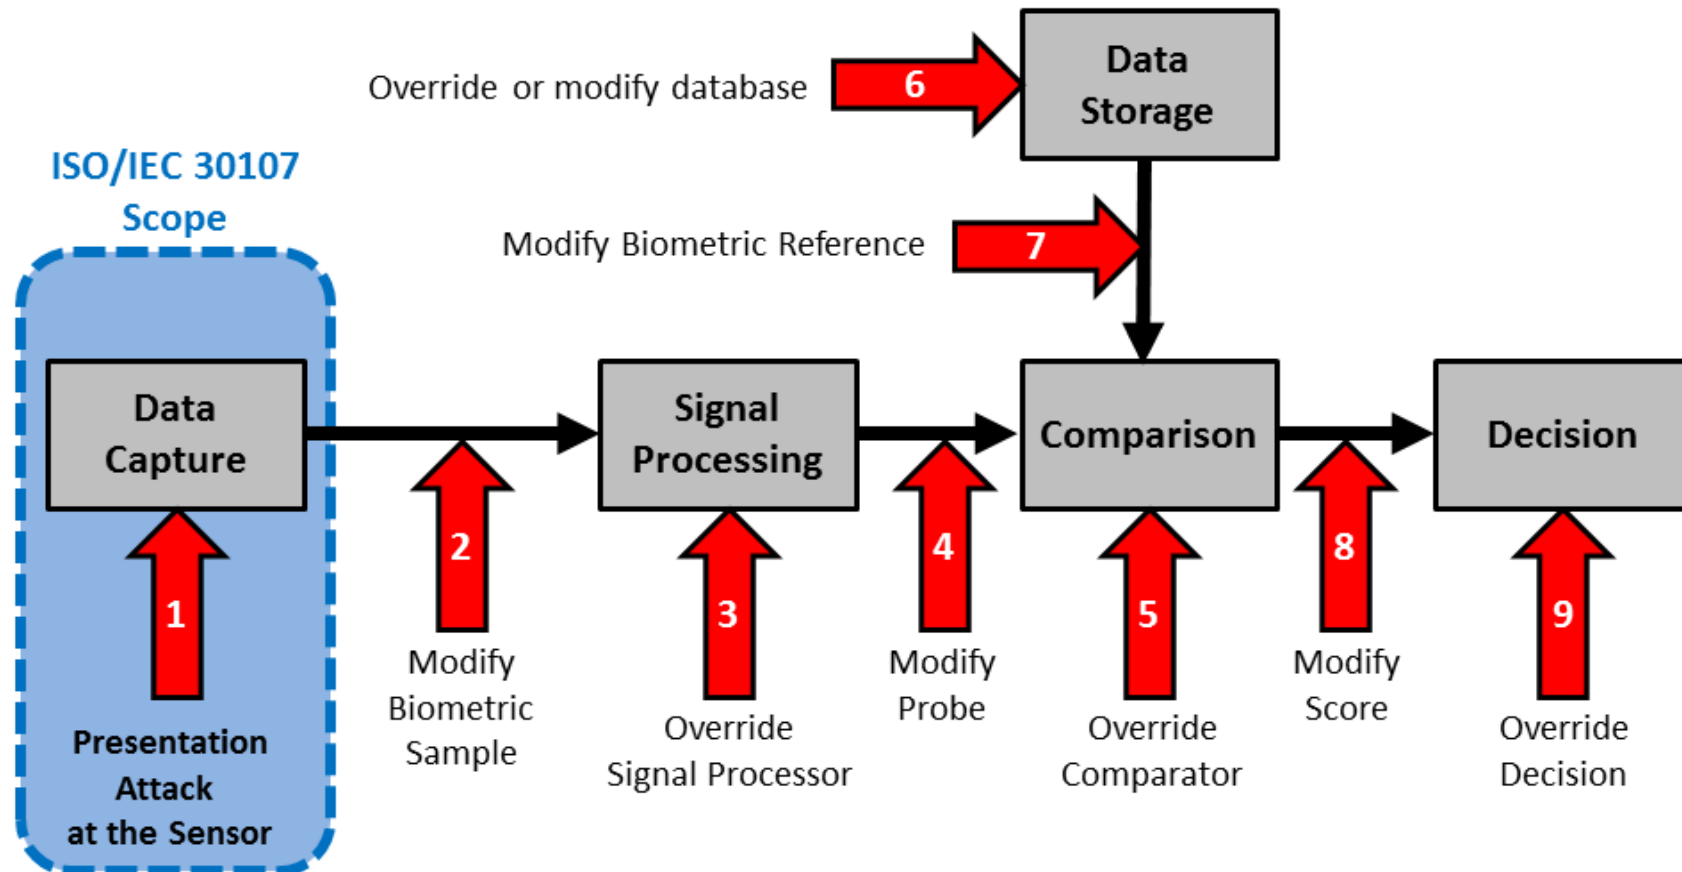 Data
Storage
6
Override or modify database
ISO/IEC 30107
Scope
7
Modify Biometric Reference
Data
Capture
Signal
Processing
Comparison
Decision
1
2
3
4
5
8
9
Presentation
Attack
at the Sensor
Modify
Biometric
Sample
Override
Signal Processor
Modify
Probe
Override
Comparator
Modify
Score
Override
Decision